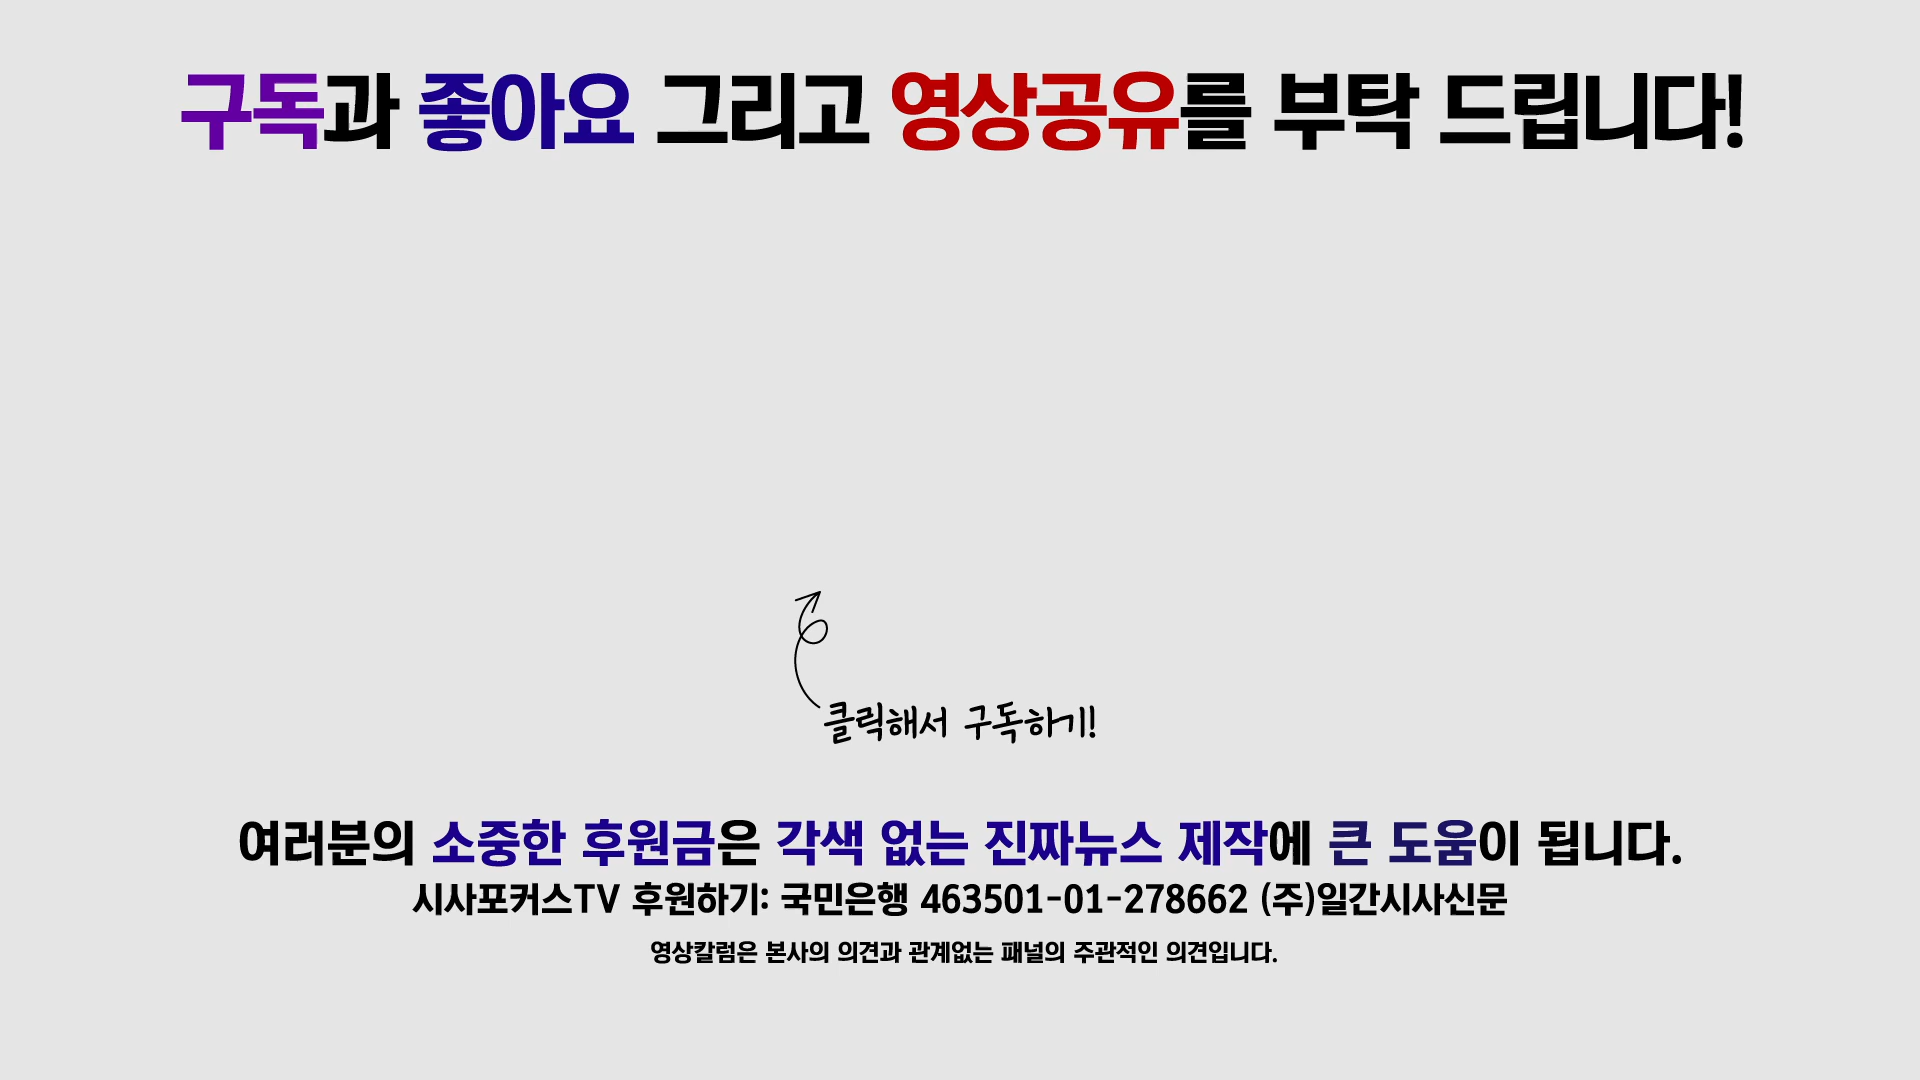 구독과 좋아요 그리고 영상공유를 부탁 드립니다!
클릭해서 구독하기!
여러분의 소중한 후원금은 각색 없는 진짜뉴스 제작에 큰 도움이 됩니다.
시사포커스TV 후원하기: 국민은행 463501-01-278662 (주)일간시사신문
영상칼럼은 본사의 의견과 관계없는 패널의 주관적인 의견입니다.